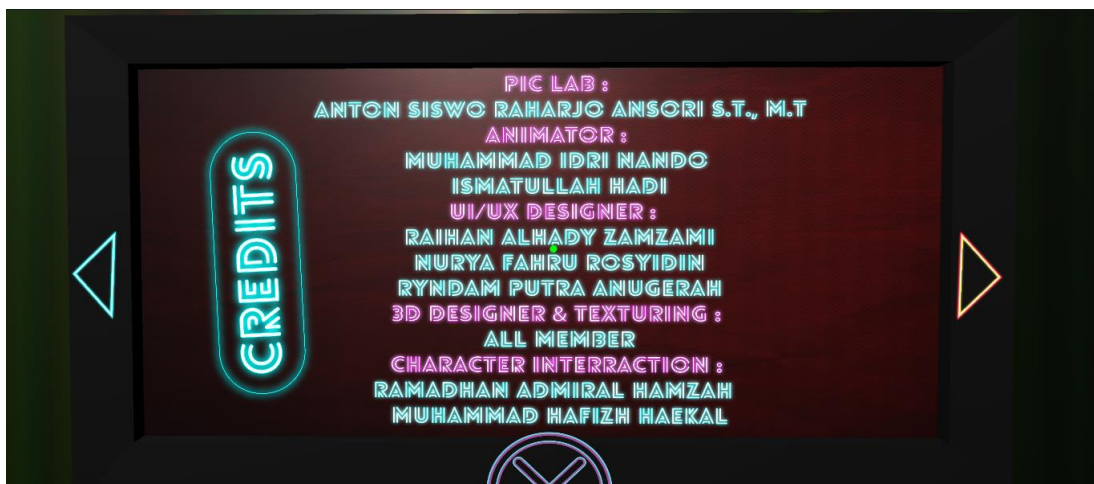 CREDITS
PIC LAB :
ANTON SISWO RAHARJO ANSORI S.T., M.T
ANIMATOR :
MUHAMMAD IDRI NANDO
ISMATULLAH HADI
UI/UX DESIGNER :
RAIHAN ALHADY ZAMZAMI
NURYA FAHRU ROSYIDIN
RYNDAM PUTRA ANUGERAH
3D DESIGNER & TEXTURING :
ALL MEMBER
CHARACTER INTERRACTION :
RAMADHAN ADMIRAL HAMZAH
MUHAMMAD HAFIZH HAEKAL